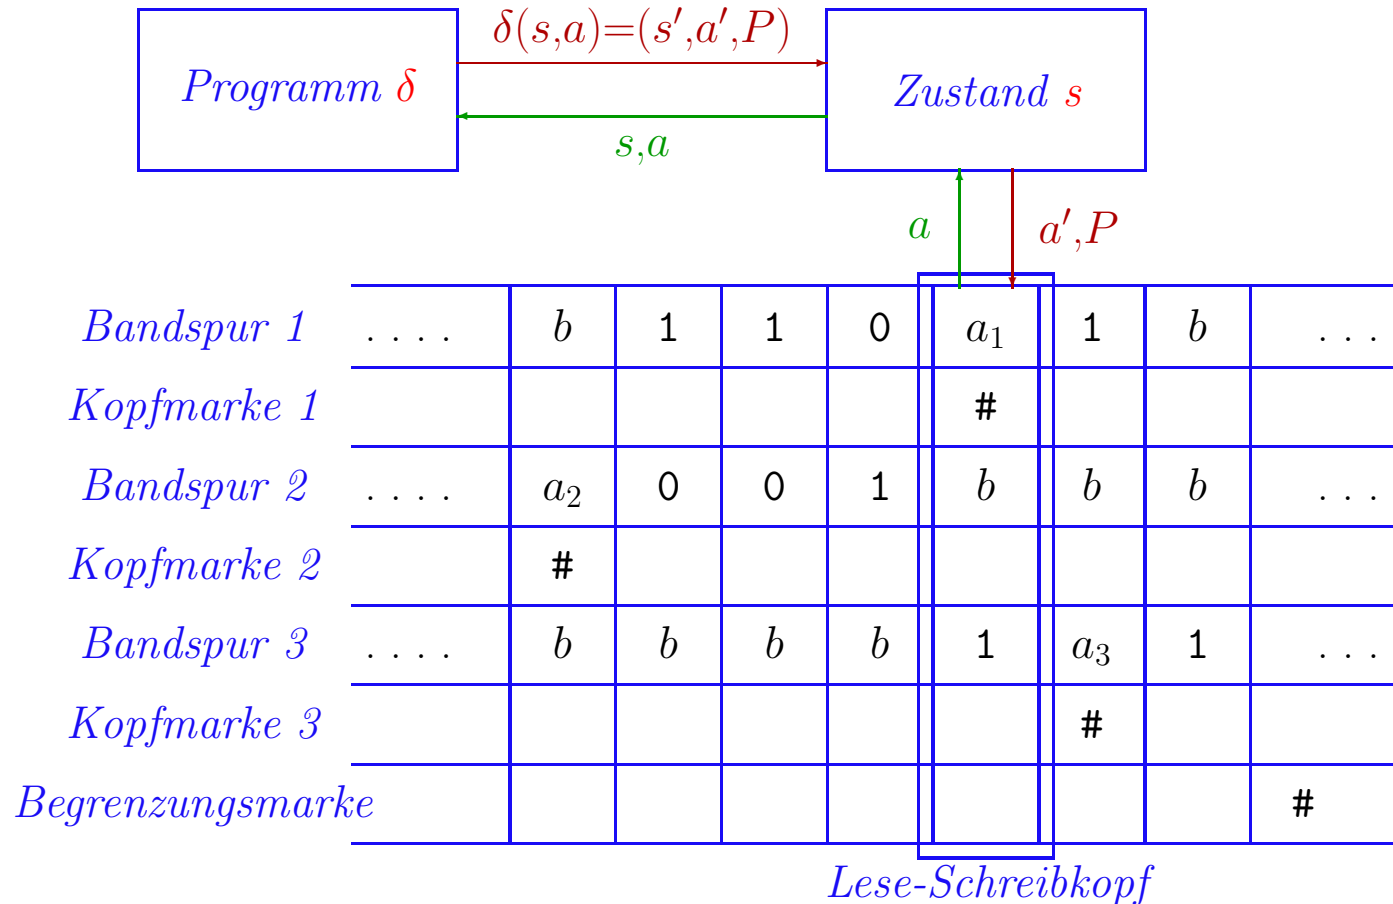 δ(s,a)=(s′,a′,P)
Programm δ
Zustand s
s,a
a
a′,P
Bandspur 1 . . . . b 1 1 0 a₁ 1 b . . .
Kopfmarke 1 #
Bandspur 2 . . . . a₂ 0 0 1 b b b . . .
Kopfmarke 2 #
Bandspur 3 . . . . b b b b 1 a₃ 1 . . .
Kopfmarke 3 #
Begrenzungsmarke #
Lese-Schreibkopf